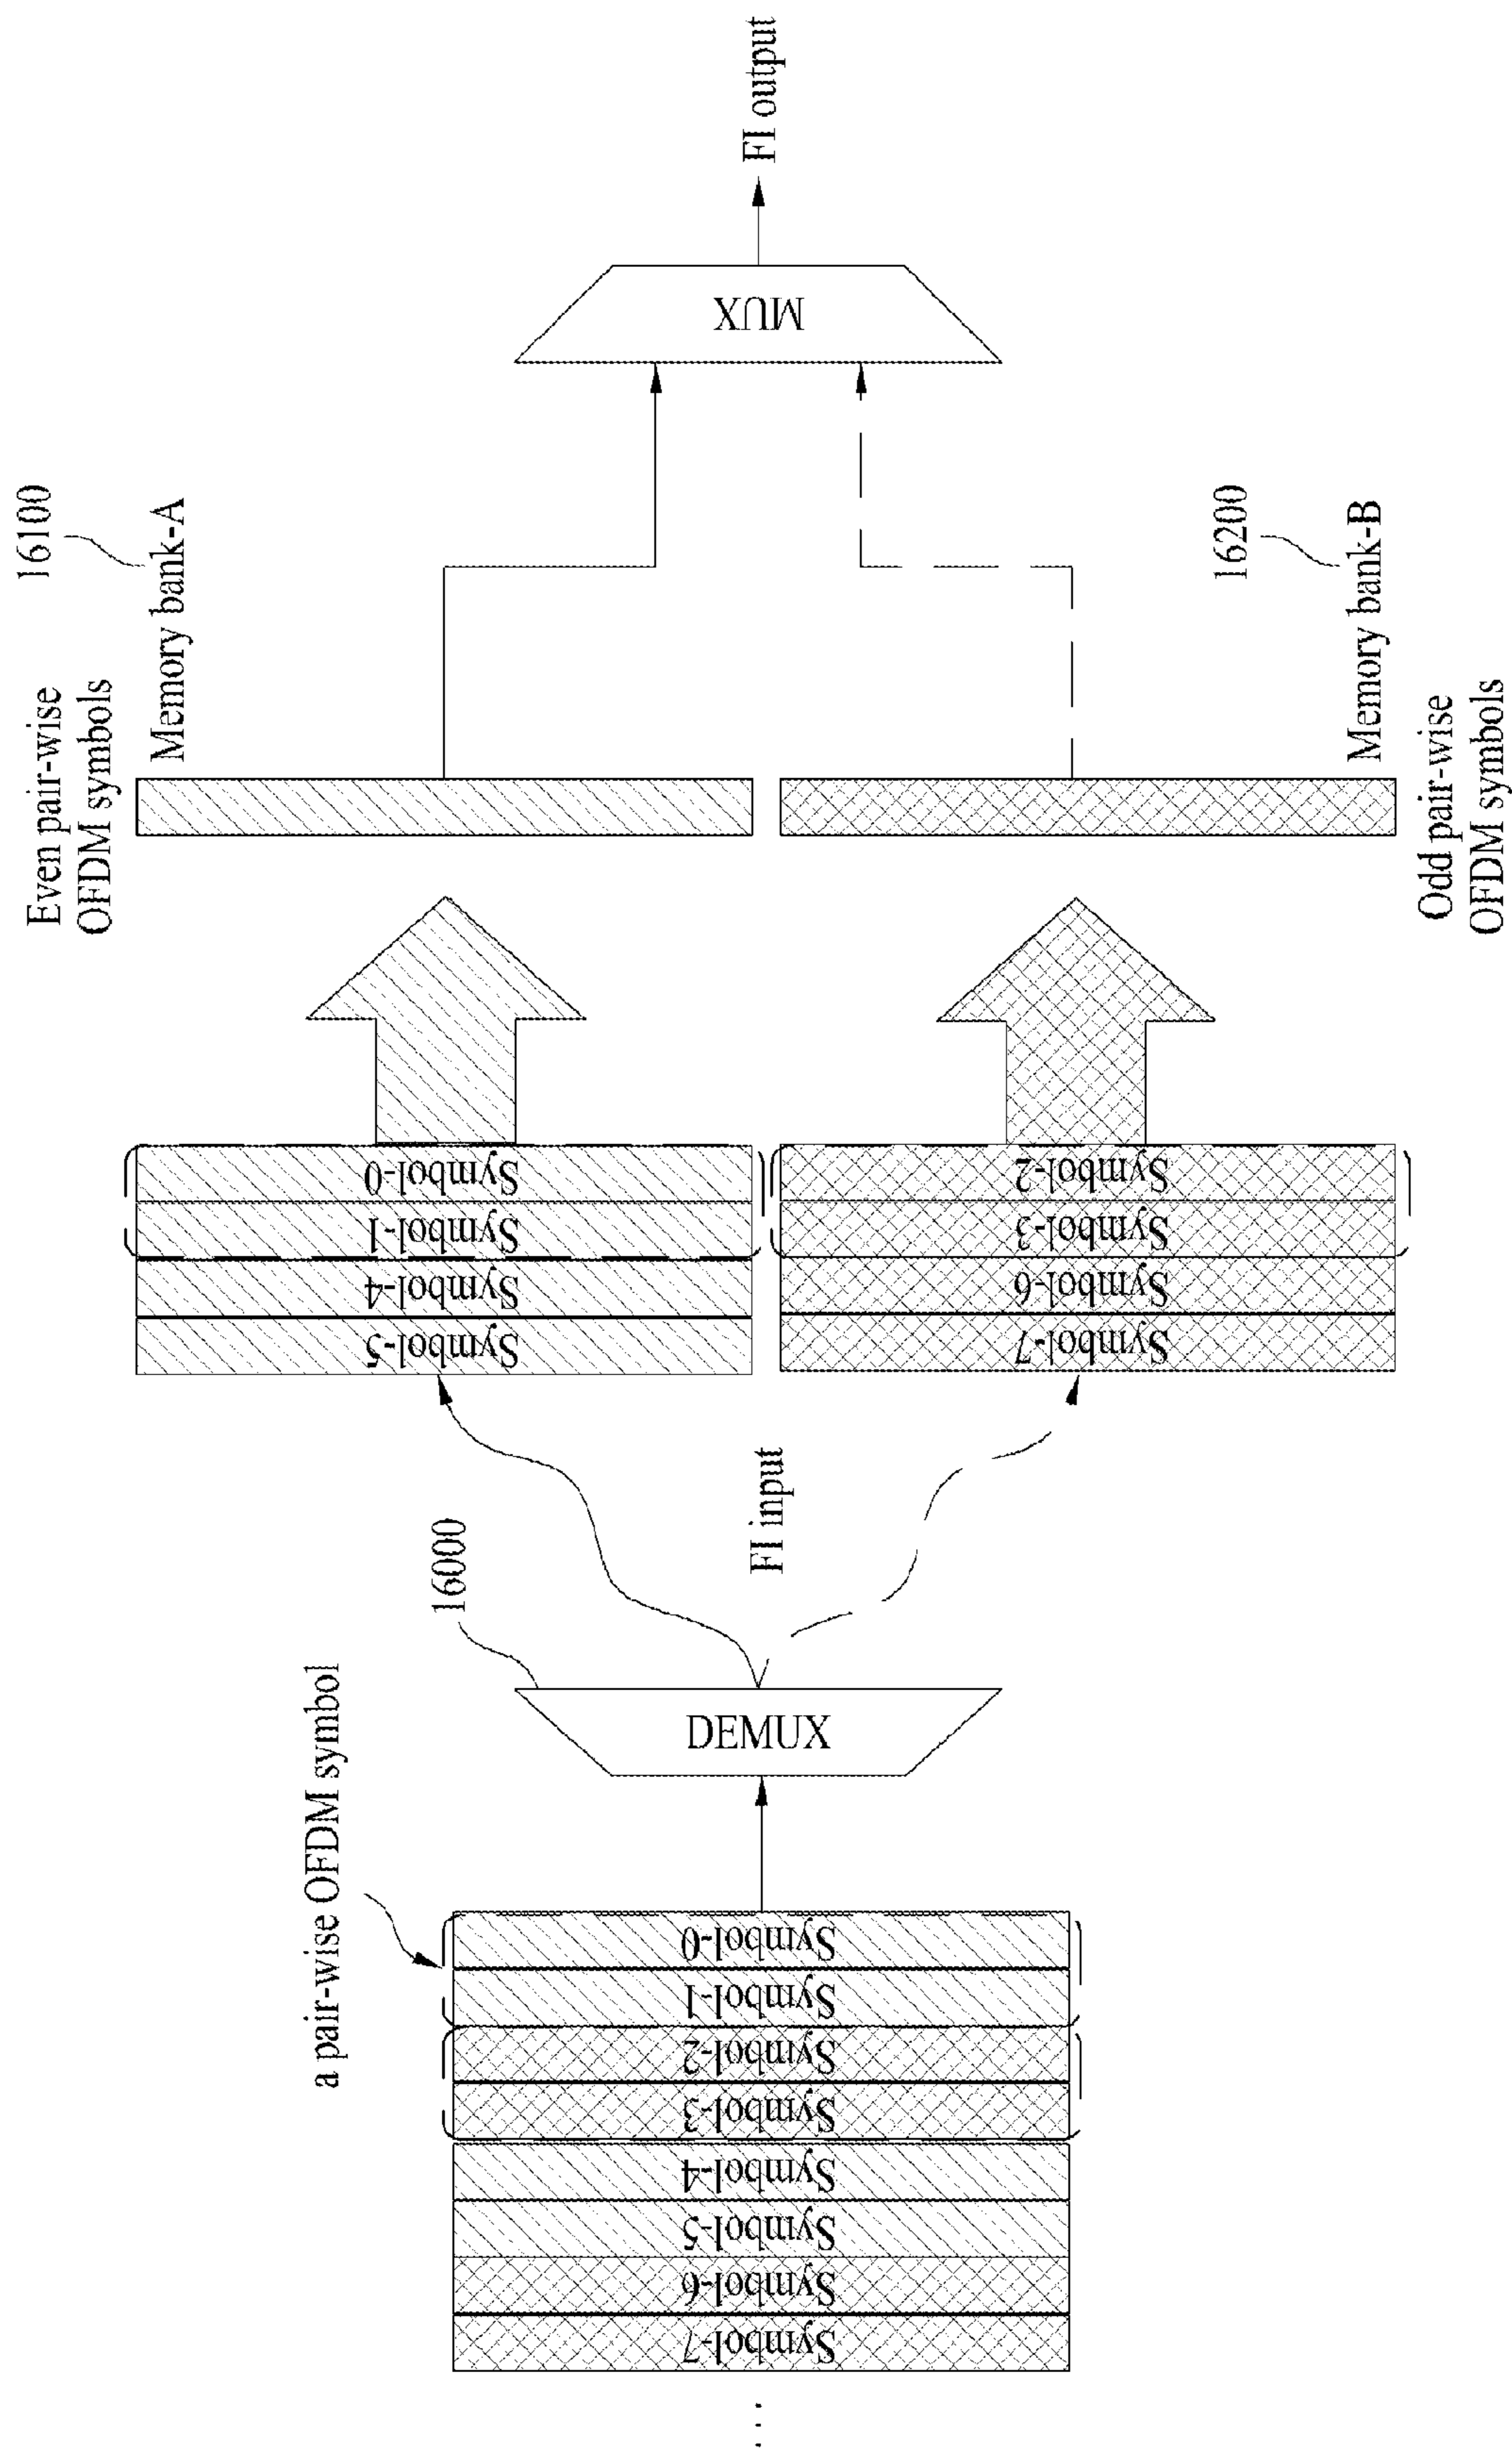 a pair-wise OFDM symbol
Symbol-7
Symbol-6
Symbol-5
Symbol-4
Symbol-3
Symbol-2
Symbol-1
Symbol-0
16000
DEMUX
FI input
Symbol-5
Symbol-4
Symbol-1
Symbol-0
Symbol-7
Symbol-6
Symbol-3
Symbol-2
Even pair-wise
OFDM symbols
16100
Memory bank-A
16200
Memory bank-B
Odd pair-wise
OFDM symbols
MUX
FI output